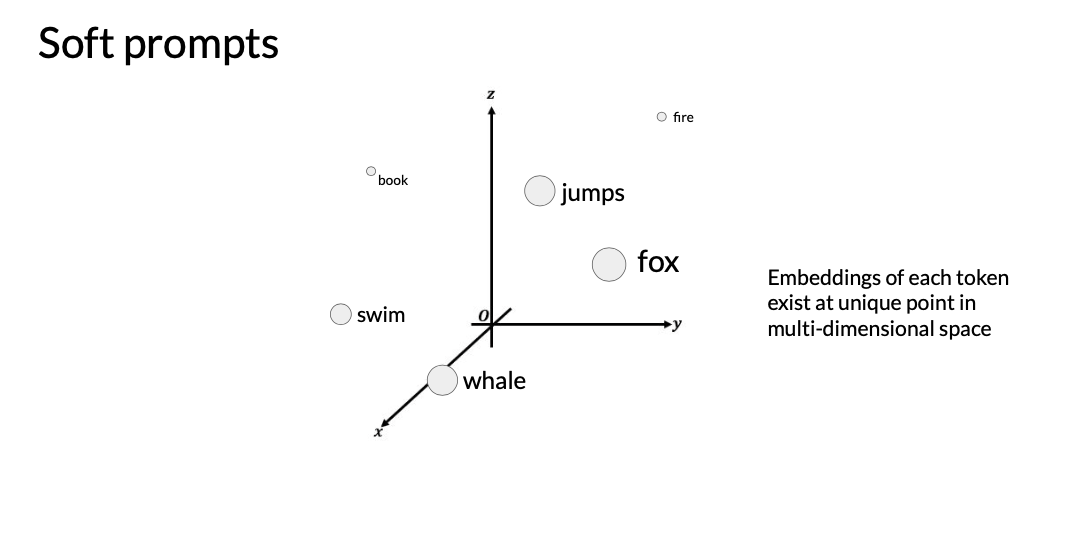 Soft prompts
z
fire
book
jumps
fox
Embeddings of each token
exist at unique point in
multi-dimensional space
swim
O
y
whale
x